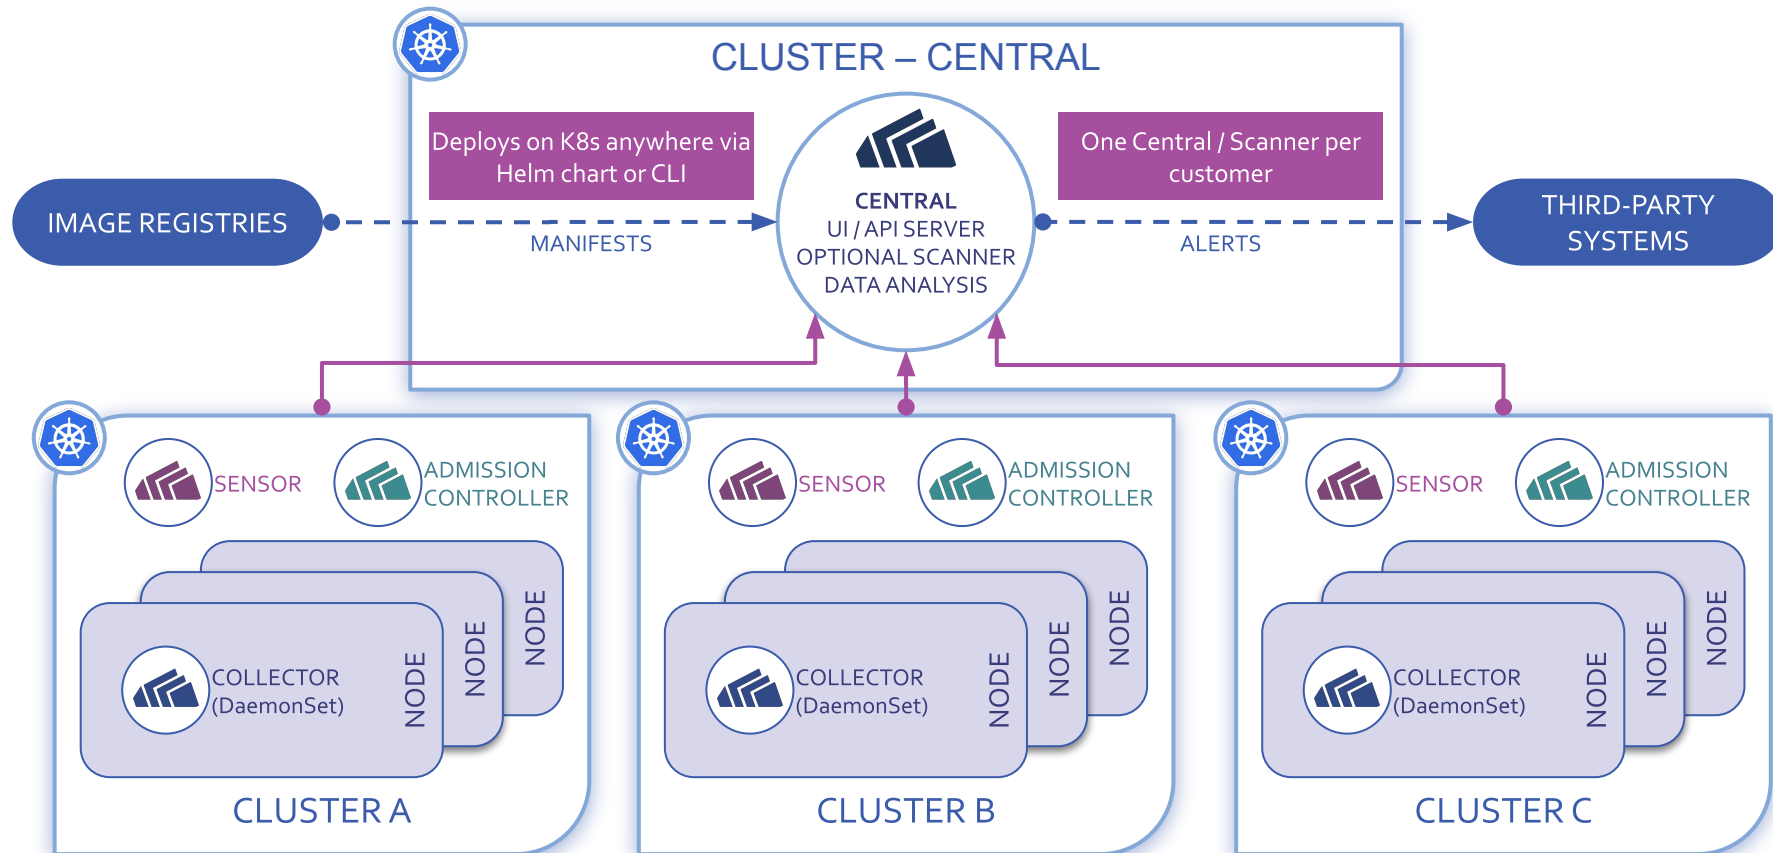 CLUSTER – CENTRAL
Deploys on K8s anywhere via
Helm chart or CLI
One Central / Scanner per
customer
IMAGE REGISTRIES
MANIFESTS
CENTRAL
UI / API SERVER
OPTIONAL SCANNER
DATA ANALYSIS
ALERTS
THIRD-PARTY
SYSTEMS
SENSOR
ADMISSION
CONTROLLER
COLLECTOR
(DaemonSet)
NODE
NODE
NODE
CLUSTER A
SENSOR
ADMISSION
CONTROLLER
COLLECTOR
(DaemonSet)
NODE
NODE
NODE
CLUSTER B
SENSOR
ADMISSION
CONTROLLER
COLLECTOR
(DaemonSet)
NODE
NODE
NODE
CLUSTER C